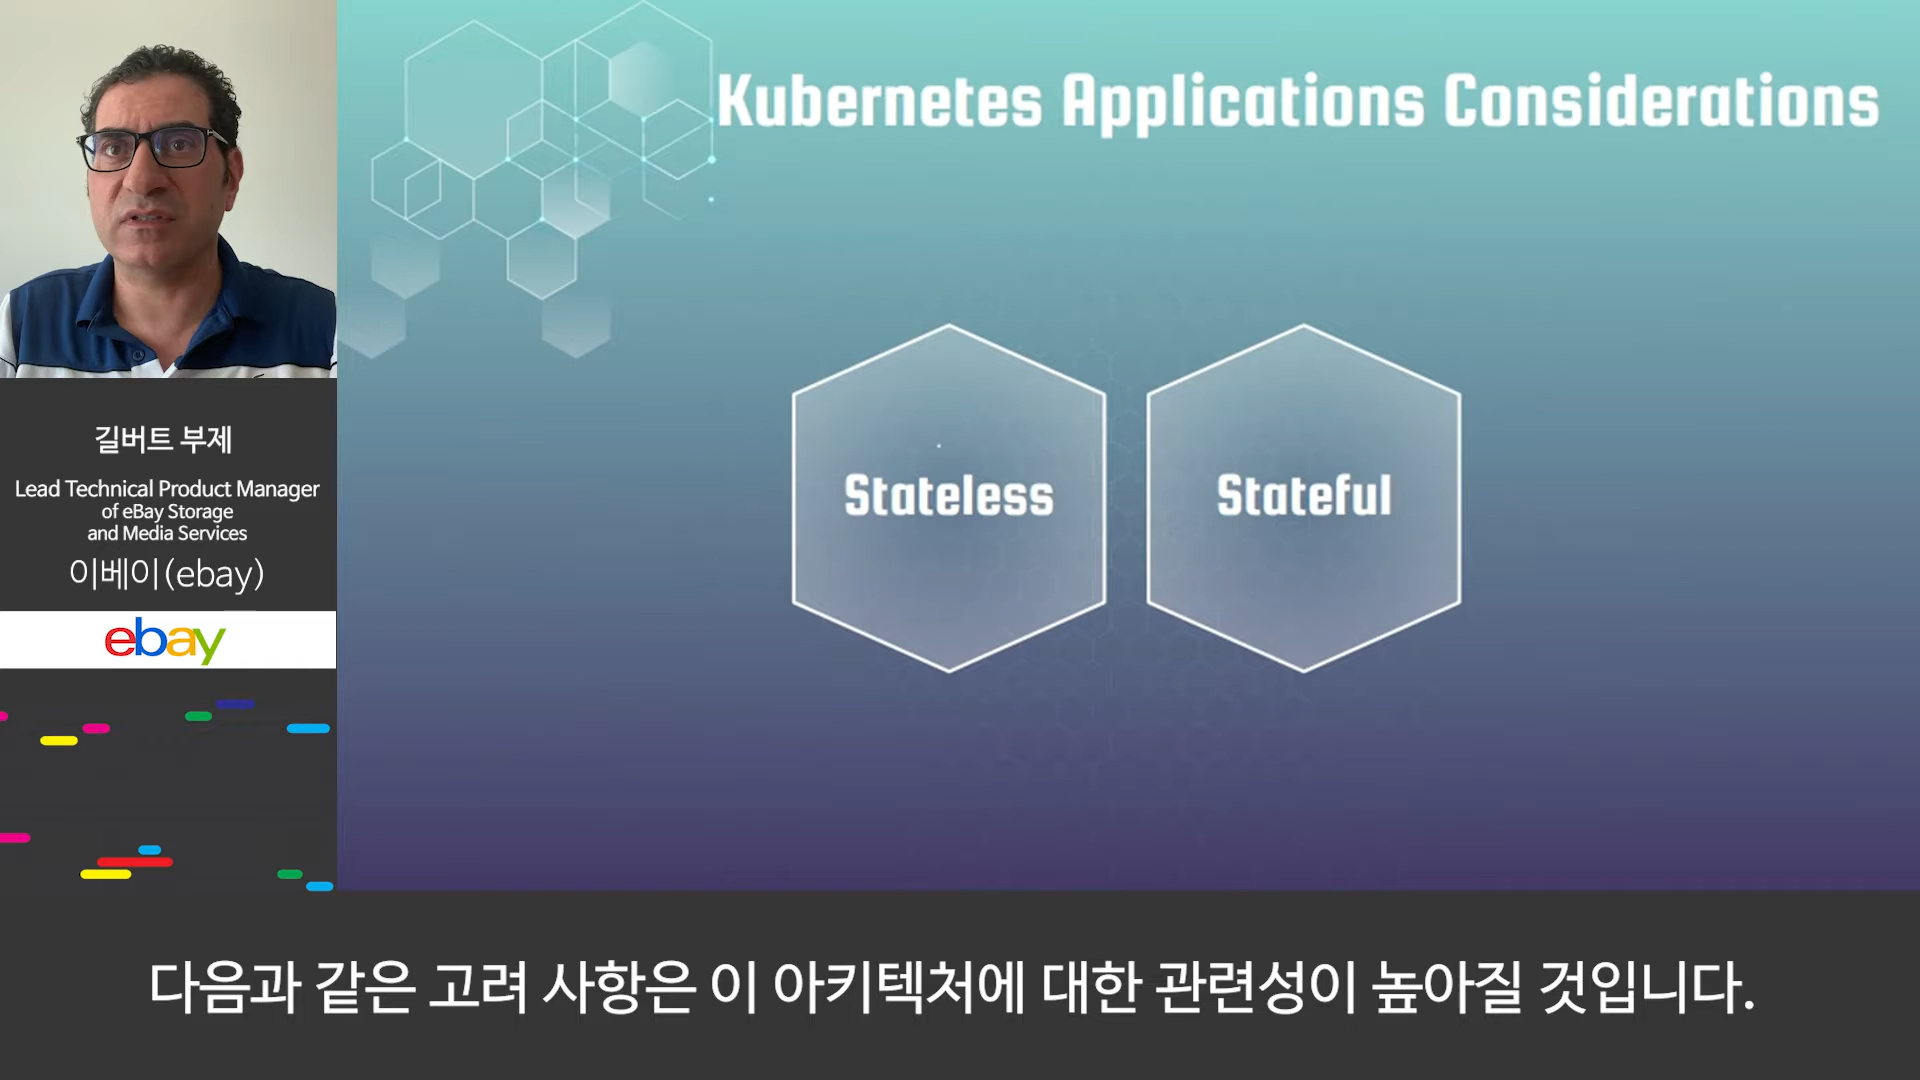 Kubernetes Applications Considerations
Stateless
Stateful
길버트 부제
Lead Technical Product Manager
of eBay Storage
and Media Services
이베이(ebay)
ebay
다음과 같은 고려 사항은 이 아키텍처에 대한 관련성이 높아질 것입니다.